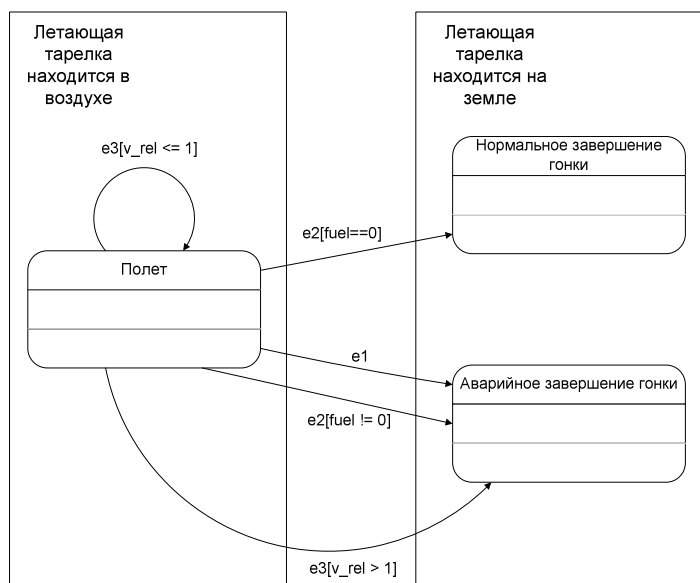 Летающая
тарелка
находится в
воздухе
Летающая
тарелка
находится на
земле
e3[v_rel <= 1]
Нормальное завершение
гонки
e2[fuel==0]
Полет
e1
Аварийное завершение гонки
e2[fuel != 0]
e3[v_rel > 1]